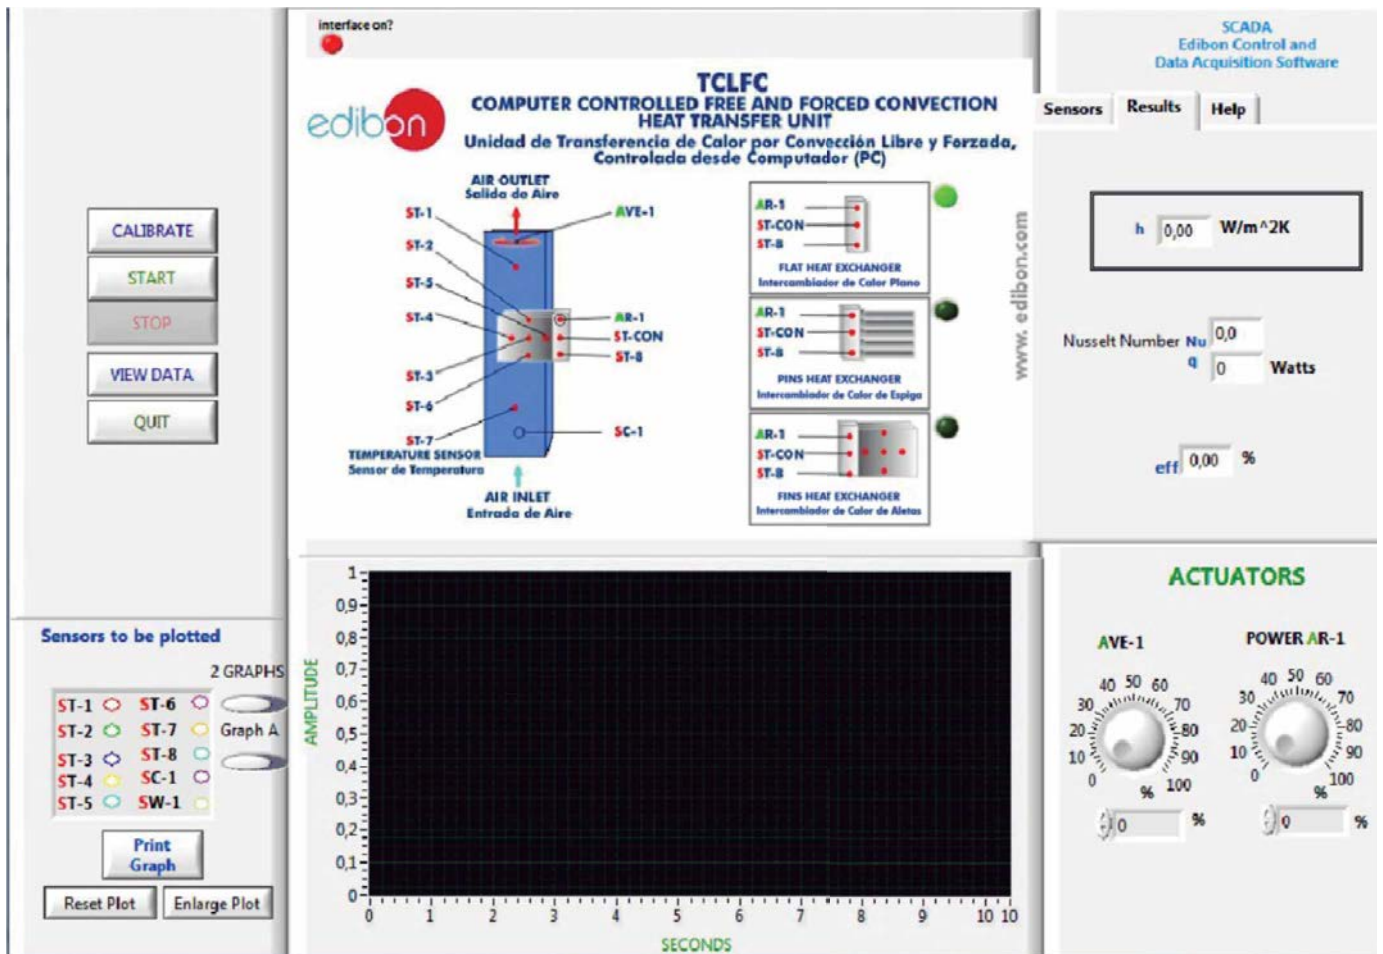 interface on?
SCADA
Edibon Control and
Data Acquisition Software
edibon
TCLFC
COMPUTER CONTROLLED FREE AND FORCED CONVECTION
HEAT TRANSFER UNIT
Unidad de Transferencia de Calor por Convección Libre y Forzada,
Controlada desde Computador (PC)
Sensors Results Help
CALIBRATE
START
STOP
VIEW DATA
QUIT
AIR OUTLET
Salida de Aire
ST-1
AVE-1
ST-2
ST-5
ST-4
AR-1
ST-CON
ST-8
ST-3
ST-6
ST-7
SC-1
TEMPERATURE SENSOR
Sensor de Temperatura
AIR INLET
Entrada de Aire
AR-1
ST-CON
ST-8
FLAT HEAT EXCHANGER
Intercambiador de Calor Plano
AR-1
ST-CON
ST-8
PINS HEAT EXCHANGER
Intercambiador de Calor de Espiga
AR-1
ST-CON
ST-8
FINS HEAT EXCHANGER
Intercambiador de Calor de Aletas
www. edibon.com
h 0,00 W/m^2K
Nusselt Number Nu 0,0
q 0 Watts
eff 0,00 %
Sensors to be plotted
2 GRAPHS
ST-1 ST-6
ST-2 ST-7 Graph A
ST-3 ST-8
ST-4 SC-1
ST-5 SW-1
Print
Graph
Reset Plot Enlarge Plot
AMPLITUDE
1
0,9
0,8
0,7
0,6
0,5
0,4
0,3
0,2
0,1
0
0 1 2 3 4 5 6 7 8 9 10 10
SECONDS
ACTUATORS
AVE-1
0 10 20 30 40 50 60 70 80 90 100
%
0 %
POWER AR-1
0 10 20 30 40 50 60 70 80 90 100
%
0 %